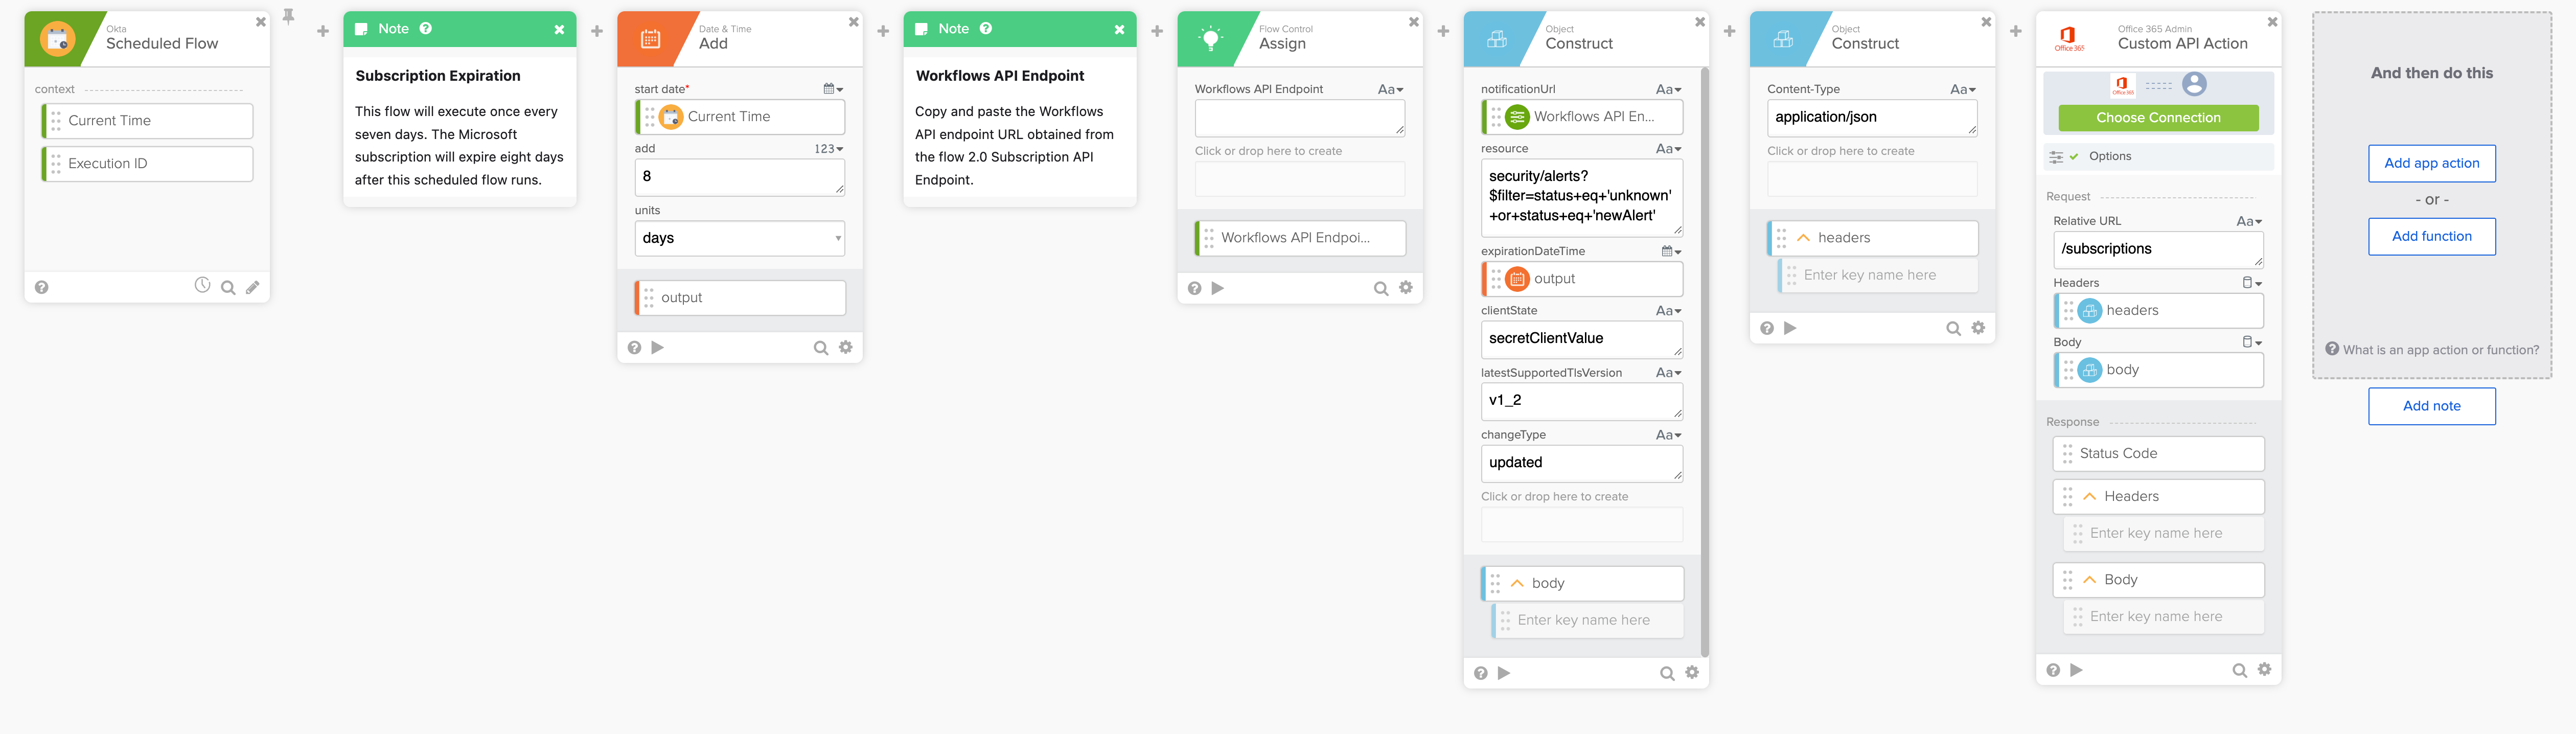 Okta
Scheduled Flow
context
Current Time
Execution ID
Note
Subscription Expiration
This flow will execute once every
seven days. The Microsoft
subscription will expire eight days
after this scheduled flow runs.
Date & Time
Add
start date*
Current Time
add
123
8
units
days
output
Note
Workflows API Endpoint
Copy and paste the Workflows
API endpoint URL obtained from
the flow 2.0 Subscription API
Endpoint.
Flow Control
Assign
Workflows API Endpoint
Aa
Click or drop here to create
Workflows API Endpoi...
Object
Construct
notificationUrl
Aa
Workflows API En...
resource
Aa
security/alerts?
$filter=status+eq+'unknown'
+or+status+eq+'newAlert'
expirationDateTime
output
clientState
Aa
secretClientValue
latestSupportedTlsVersion
Aa
v1_2
changeType
Aa
updated
Click or drop here to create
body
Enter key name here
Object
Construct
Content-Type
Aa
application/json
Click or drop here to create
headers
Enter key name here
Office 365
Office 365 Admin
Custom API Action
Office 365
Choose Connection
Options
Request
Relative URL
Aa
/subscriptions
Headers
headers
Body
body
Response
Status Code
Headers
Enter key name here
Body
Enter key name here
And then do this
Add app action
- or -
Add function
What is an app action or function?
Add note